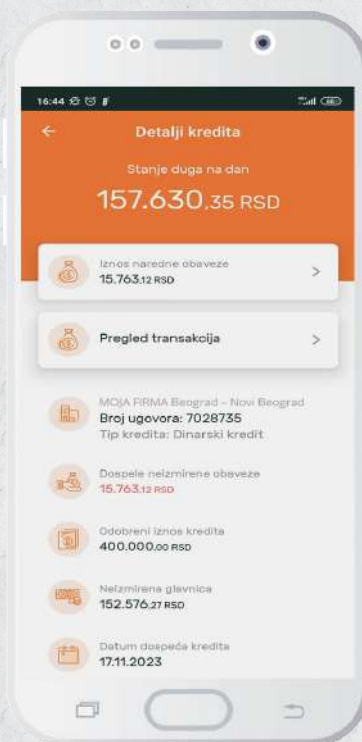 16:44
Detalji kredita
Stanje duga na dan
157.630,35 RSD
Iznos naredne obaveze
15.763,12 RSD
Pregled transakcija
MOJA FIRMA Beograd – Novi Beograd
Broj ugovora: 7028735
Tip kredita: Dinarski kredit
Dospele neizmirene obaveze
15.763,12 RSD
Odobreni iznos kredita
400.000,00 RSD
Neizmirena glavnica
152.576,27 RSD
Datum dospeća kredita
17.11.2023